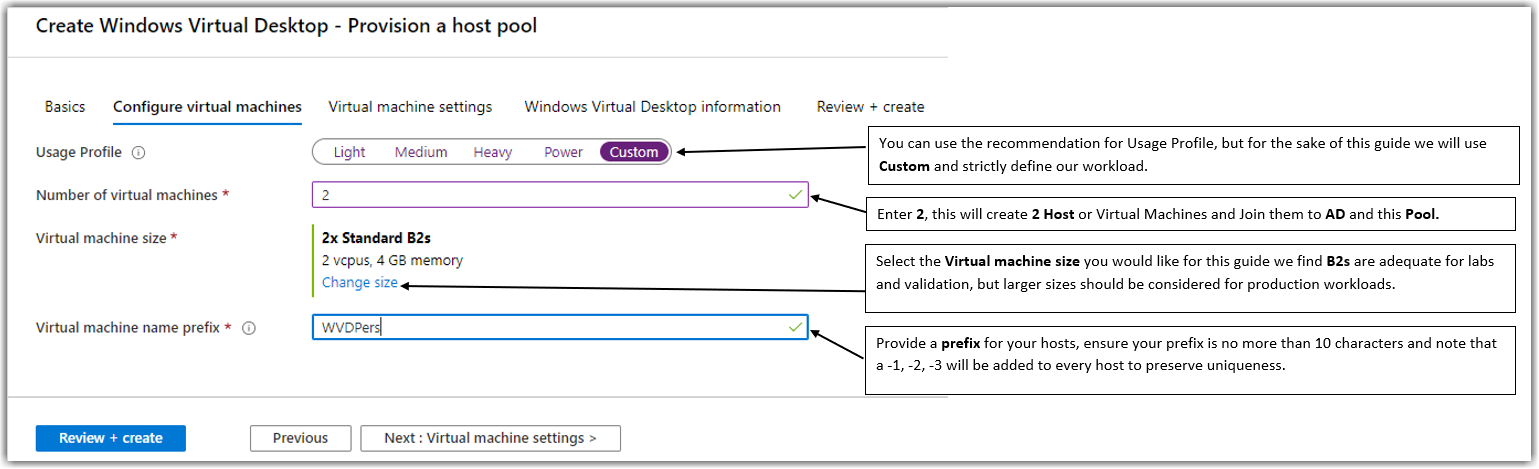 Create Windows Virtual Desktop - Provision a host pool
Basics Configure virtual machines Virtual machine settings Windows Virtual Desktop information Review + create
Usage Profile Light Medium Heavy Power Custom
You can use the recommendation for Usage Profile, but for the sake of this guide we will use
Custom and strictly define our workload.
Number of virtual machines * 2
Enter 2, this will create 2 Host or Virtual Machines and Join them to AD and this Pool.
Virtual machine size * 2x Standard B2s
2 vcpus, 4 GB memory
Change size
Select the Virtual machine size you would like for this guide we find B2s are adequate for labs
and validation, but larger sizes should be considered for production workloads.
Virtual machine name prefix * WVDPers
Provide a prefix for your hosts, ensure your prefix is no more than 10 characters and note that
a -1, -2, -3 will be added to every host to preserve uniqueness.
Review + create Previous Next : Virtual machine settings >